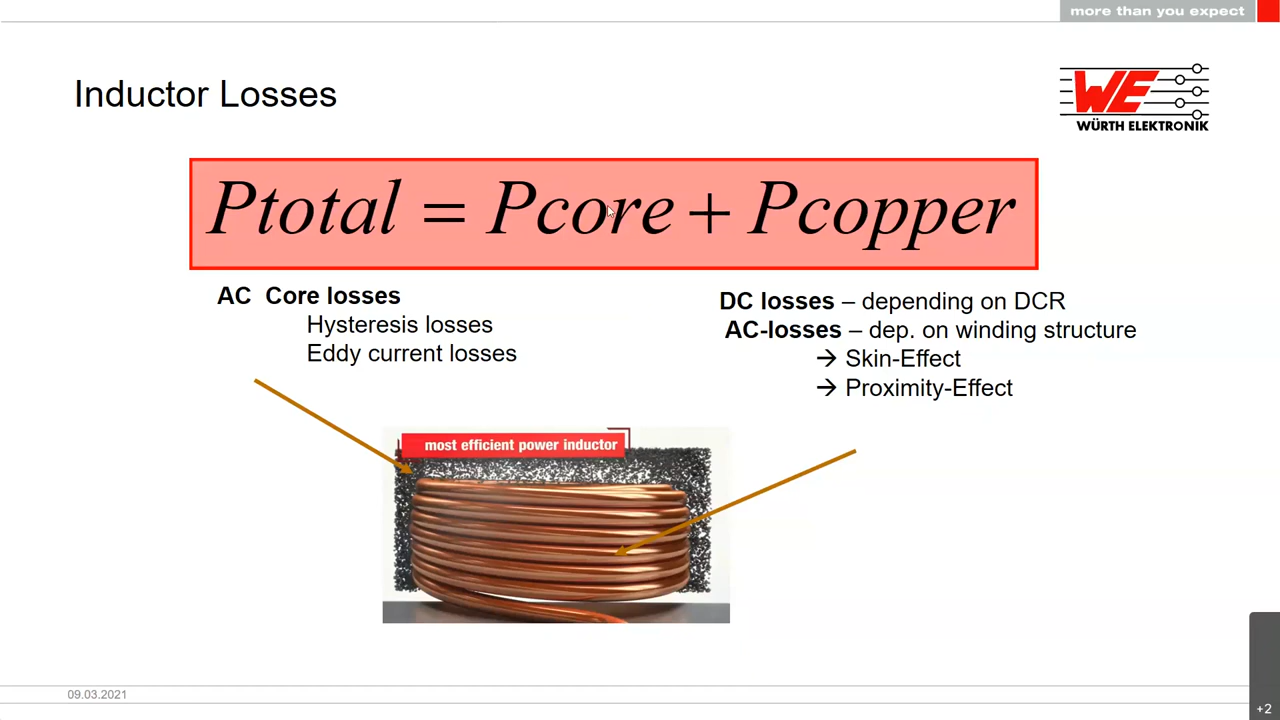 more than you expect
Inductor Losses
WE
WÜRTH ELEKTRONIK
Ptotal = Pcore + Pcopper
AC Core losses
Hysteresis losses
Eddy current losses
DC losses – depending on DCR
AC-losses – dep. on winding structure
→ Skin-Effect
→ Proximity-Effect
most efficient power inductor
09.03.2021
+2